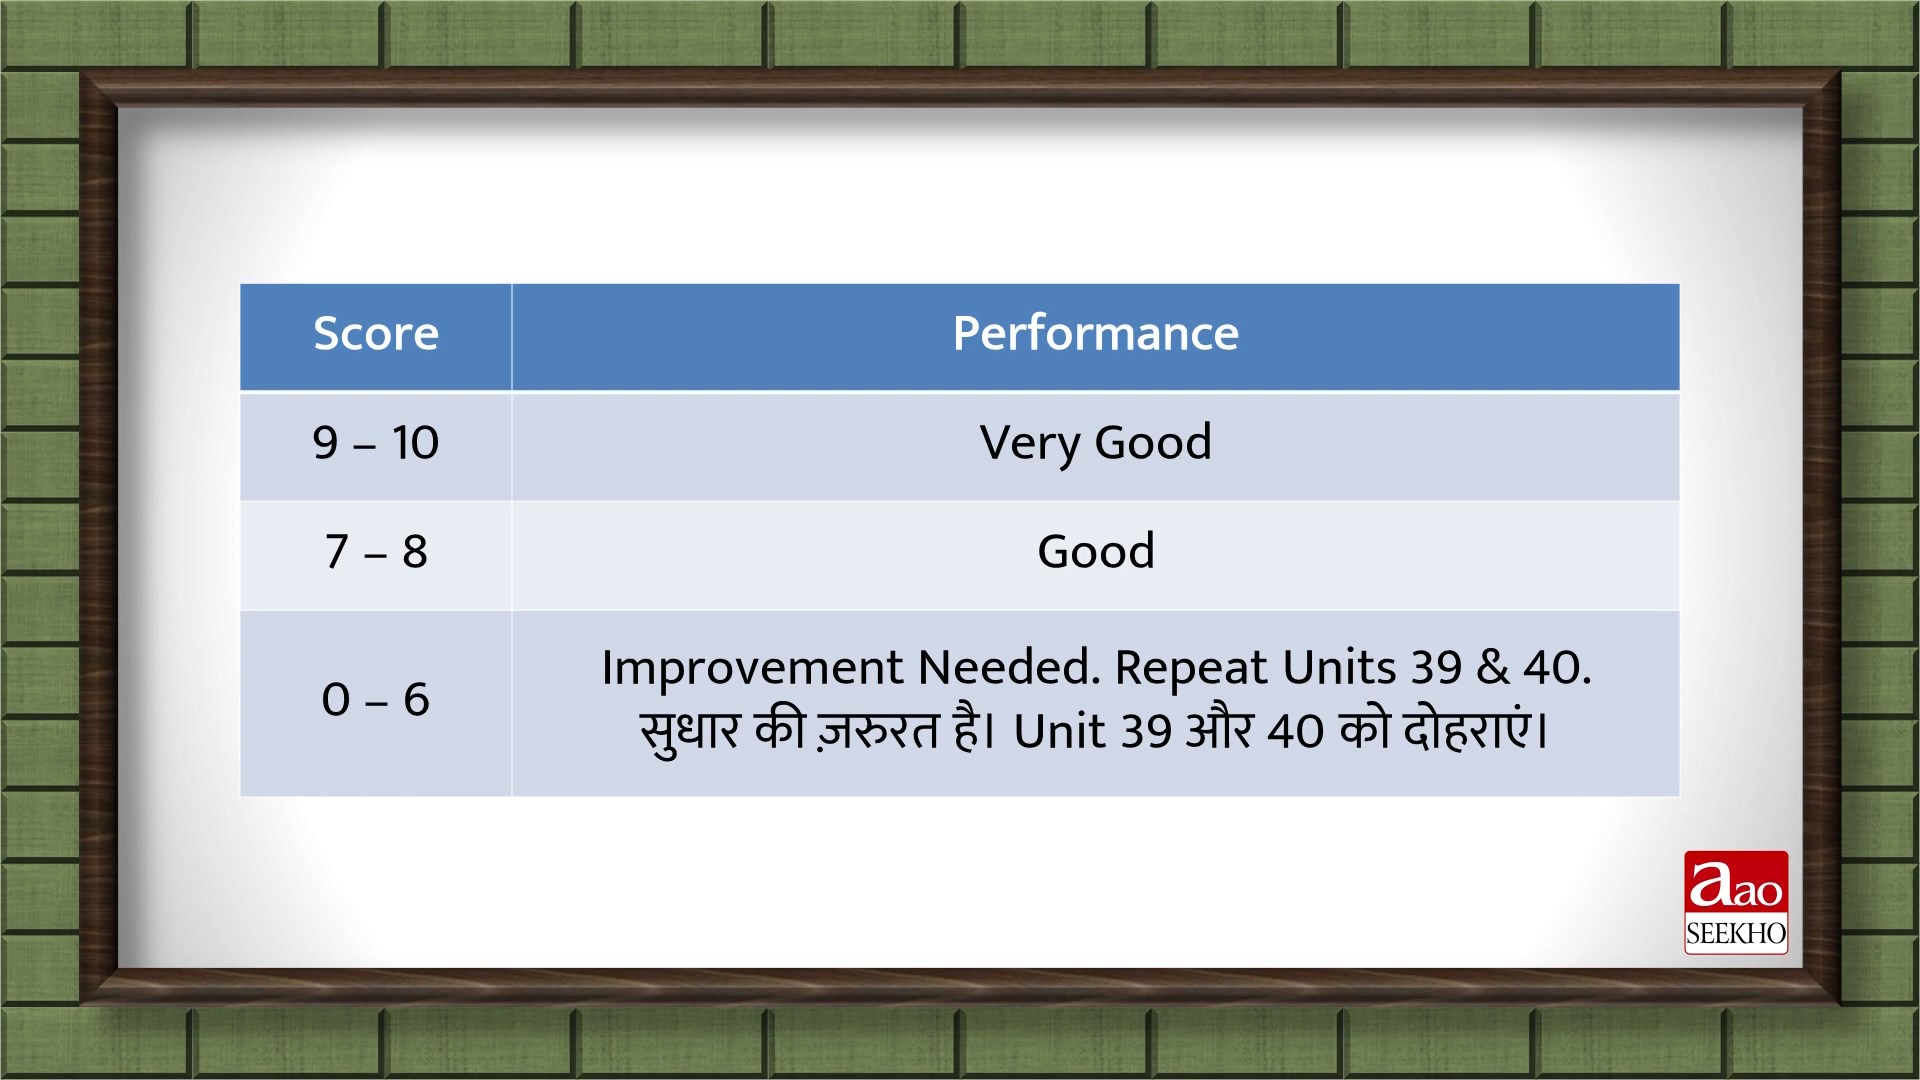 Score Performance
9 – 10 Very Good
7 – 8 Good
0 – 6 Improvement Needed. Repeat Units 39 & 40.
सुधार की ज़रुरत है। Unit 39 और 40 को दोहराएं।
aao
SEEKHO